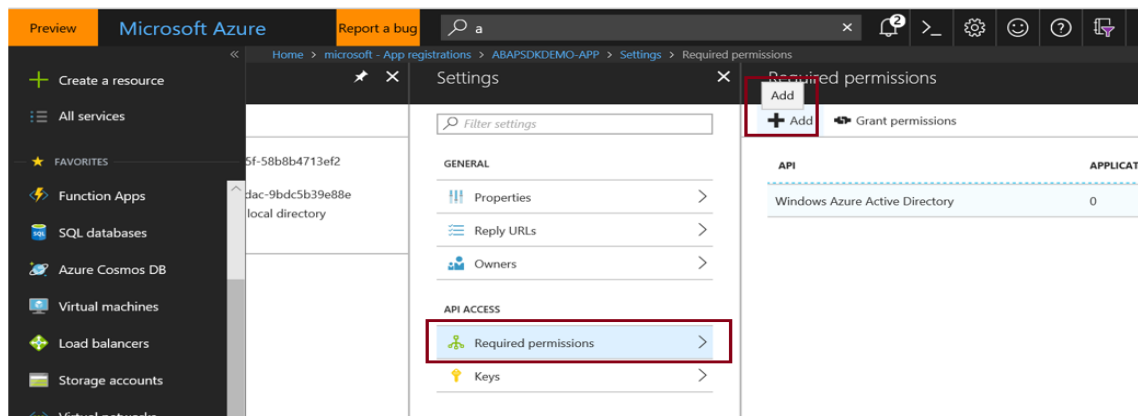 Preview
Microsoft Azure
Report a bug
a
2
Home > microsoft - App registrations > ABAPSDKDEMO-APP > Settings > Required permissions
Create a resource
All services
FAVORITES
Function Apps
SQL databases
Azure Cosmos DB
Virtual machines
Load balancers
Storage accounts
5f-58b8b4713ef2
dac-9bdc5b39e88e
local directory
Settings
Filter settings
GENERAL
Properties
Reply URLs
Owners
API ACCESS
Required permissions
Keys
Required permissions
Add
Add
Grant permissions
API APPLICAT
Windows Azure Active Directory 0